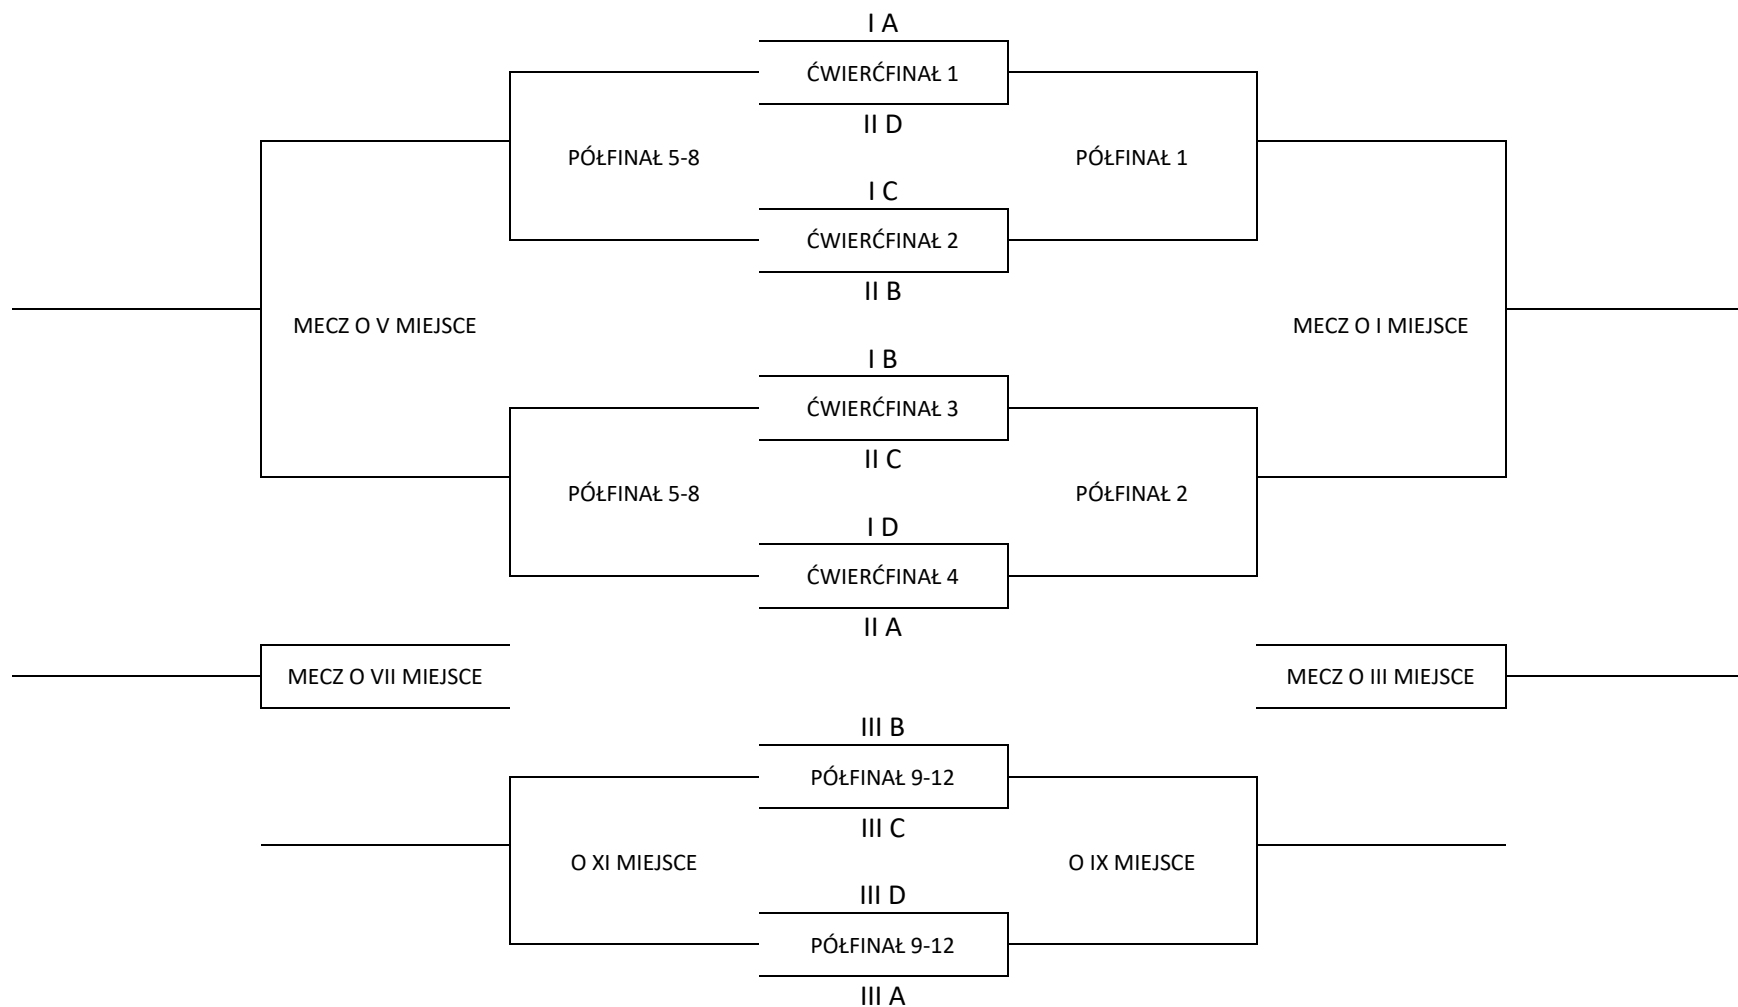 I A
ĆWIERĆFINAŁ 1
II D
PÓŁFINAŁ 5-8
PÓŁFINAŁ 1
I C
ĆWIERĆFINAŁ 2
II B
MECZ O V MIEJSCE
MECZ O I MIEJSCE
I B
ĆWIERĆFINAŁ 3
II C
PÓŁFINAŁ 5-8
PÓŁFINAŁ 2
I D
ĆWIERĆFINAŁ 4
II A
MECZ O VII MIEJSCE
MECZ O III MIEJSCE
III B
PÓŁFINAŁ 9-12
III C
O XI MIEJSCE
O IX MIEJSCE
III D
PÓŁFINAŁ 9-12
III A